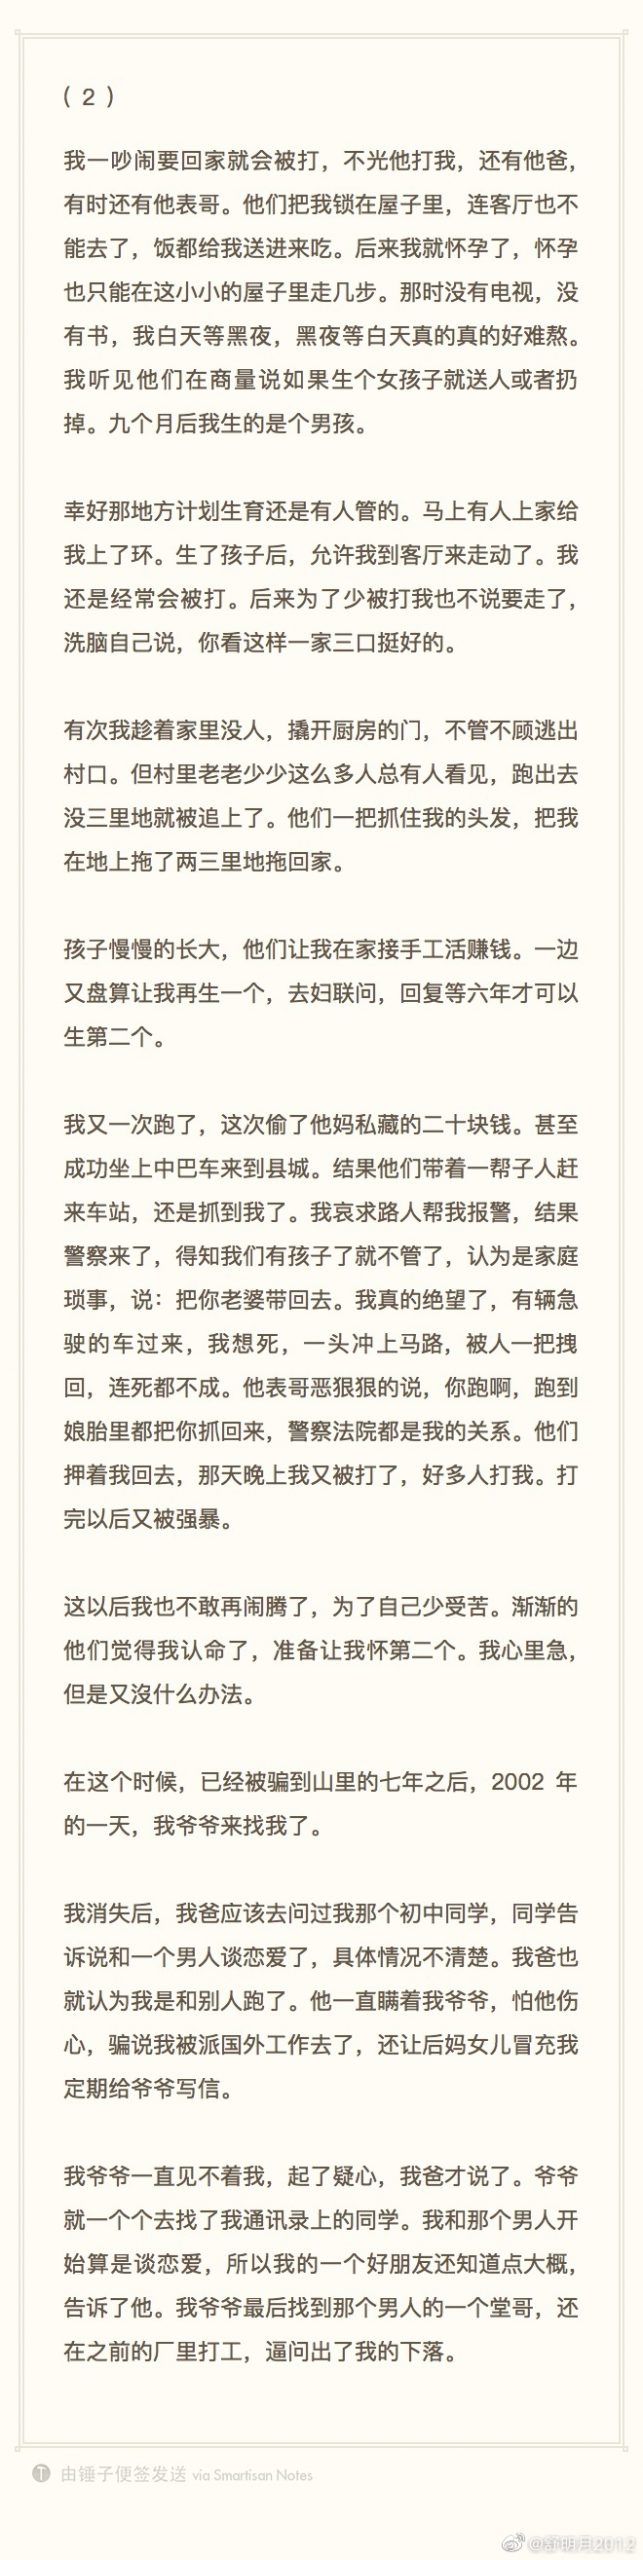 （2）
我一吵闹要回家就会被打，不光他打我，还有他爸，
有时还有他表哥。他们把我锁在屋子里，连客厅也不
能去了，饭都给我送进来吃。后来我就怀孕了，怀孕
也只能在这小小的屋子里走几步。那时没有电视，没
有书，我白天等黑夜，黑夜等白天真的真的好难熬。
我听见他们在商量说如果生个女孩子就送人或者扔
掉。九个月后我生的是个男孩。
幸好那地方计划生育还是有人管的。马上有人上家给
我上了环。生了孩子后，允许我到客厅来走动了。我
还是经常会被打。后来为了少被打我也不说要走了，
洗脑自己说，你看这样一家三口挺好的。
有次我趁着家里没人，撬开厨房的门，不管不顾逃出
村口。但村里老老少少这么多人总有人看见，跑出去
没三里地就被追上了。他们一把抓住我的头发，把我
在地上拖了两三里地拖回家。
孩子慢慢的长大，他们让我在家接手工活赚钱。一边
又盘算让我再生一个，去妇联问，回复等六年才可以
生第二个。
我又一次跑了，这次偷了他妈私藏的二十块钱。甚至
成功坐上中巴车来到县城。结果他们带着一帮子人赶
来车站，还是抓到我了。我哀求路人帮我报警，结果
警察来了，得知我们有孩子了就不管了，认为是家庭
琐事，说：把你老婆带回去。我真的绝望了，有辆急
驶的车过来，我想死，一头冲上马路，被人一把拽
回，连死都不成。他表哥恶狠狠的说，你跑啊，跑到
娘胎里都把你抓回来，警察法院都是我的关系。他们
押着我回去，那天晚上我又被打了，好多人打我。打
完以后又被强暴。
这以后我也不敢再闹腾了，为了自己少受苦。渐渐的
他们觉得我认命了，准备让我怀第二个。我心里急，
但是又沒什么办法。
在这个时候，已经被骗到山里的七年之后，2002 年
的一天，我爷爷来找我了。
我消失后，我爸应该去问过我那个初中同学，同学告
诉说和一个男人谈恋爱了，具体情况不清楚。我爸也
就认为我是和别人跑了。他一直瞒着我爷爷，怕他伤
心，骗说我被派国外工作去了，还让后妈女儿冒充我
定期给爷爷写信。
我爷爷一直见不着我，起了疑心，我爸才说了。爷爷
就一个个去找了我通讯录上的同学。我和那个男人开
始算是谈恋爱，所以我的一个好朋友还知道点大概，
告诉了他。我爷爷最后找到那个男人的一个堂哥，还
在之前的厂里打工，逼问出了我的下落。
由锤子便签发送 via Smartisan Notes
@舒明月2012